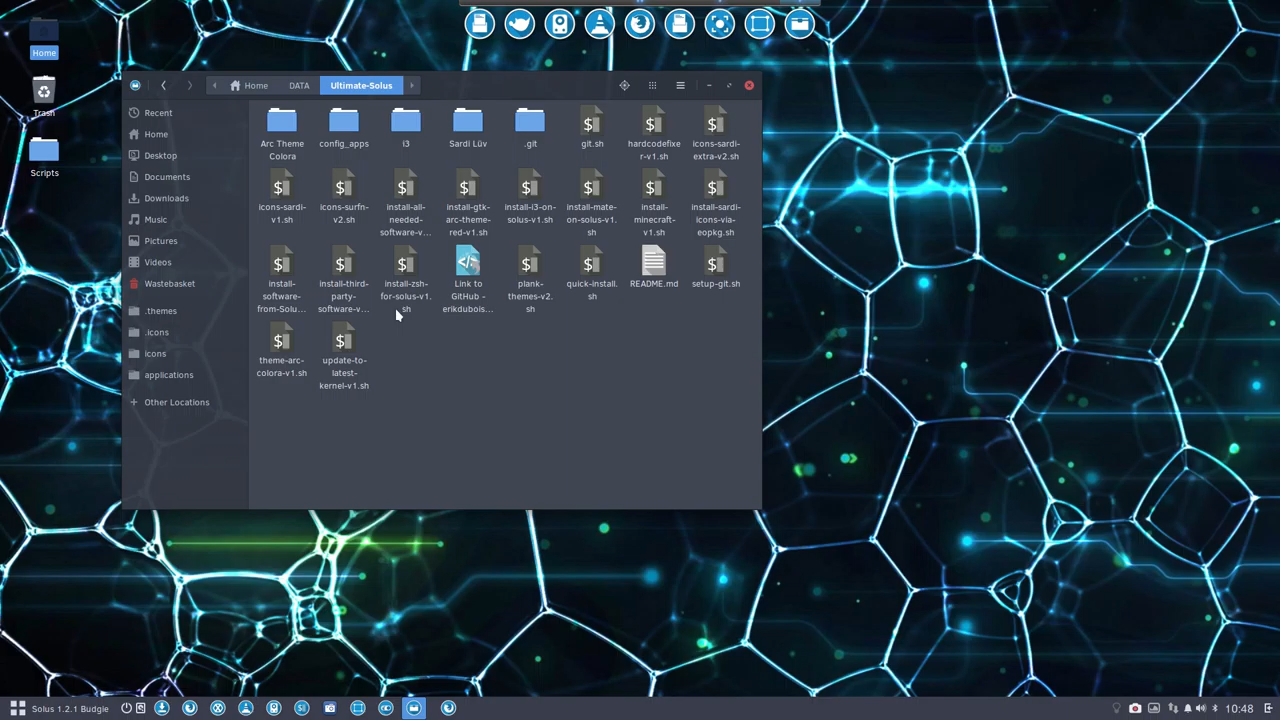 Home
Trash
Scripts
Home
DATA
Ultimate-Solus
Recent
Home
Desktop
Documents
Downloads
Music
Pictures
Videos
Wastebasket
.themes
.icons
icons
applications
Other Locations
Arc Theme
Colora
config_apps
i3
Sardi Lüv
.git
git.sh
hardcodefixe
r-v1.sh
icons-sardi-
extra-v2.sh
icons-sardi-
v1.sh
icons-surfn-
v2.sh
install-all-
needed-
software-v...
install-gtk-
arc-theme-
red-v1.sh
install-i3-on-
solus-v1.sh
install-mate-
on-solus-v1.
sh
install-
minecraft-
v1.sh
install-sardi-
icons-via-
eopkg.sh
install-
software-
from-Solu...
install-third-
party-
software-v...
install-zsh-
for-solus-v1.
sh
Link to
GitHub -
erikdubois...
plank-
themes-v2.
sh
quick-install.
sh
README.md
setup-git.sh
theme-arc-
colora-v1.sh
update-to-
latest-
kernel-v1.sh
Solus 1.2.1 Budgie
10:48